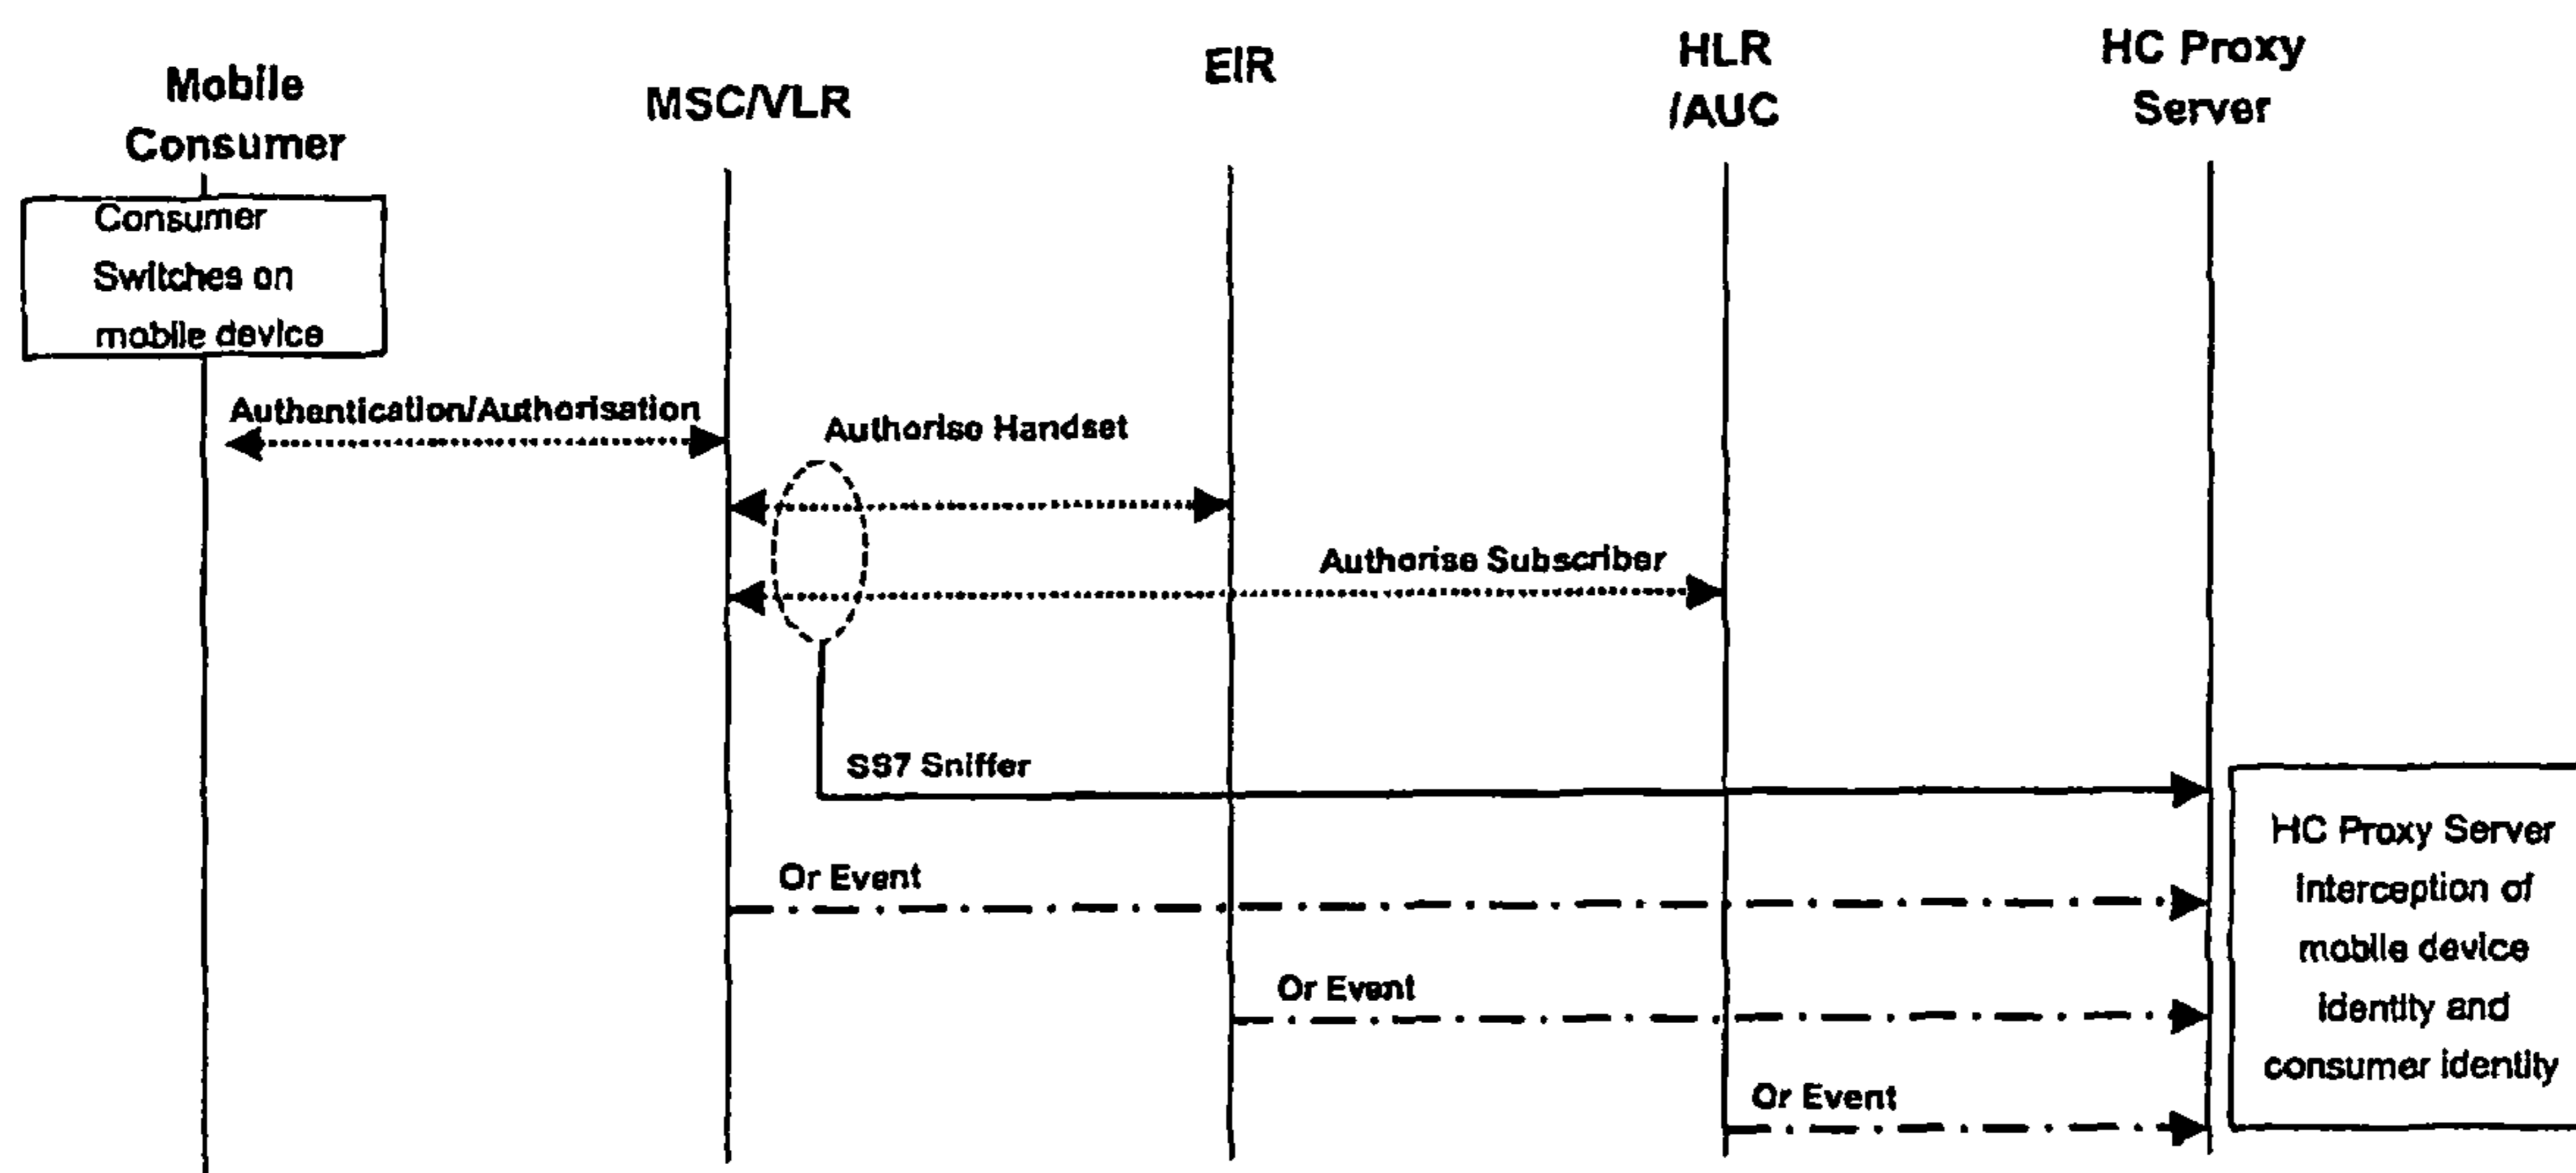 Mobile
Consumer
MSC/VLR
EIR
HLR
/AUC
HC Proxy
Server
Consumer
Switches on
mobile device
Authentication/Authorisation
Authorise Handset
Authorise Subscriber
SS7 Sniffer
Or Event
Or Event
Or Event
HC Proxy Server
Interception of
mobile device
identity and
consumer identity